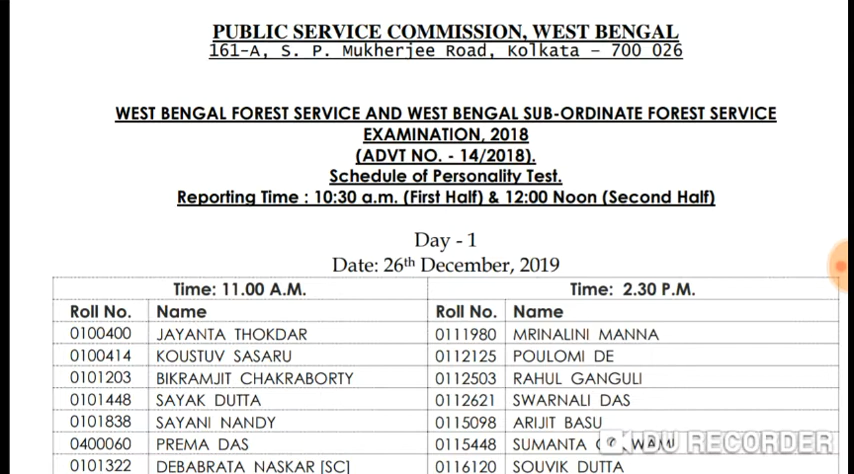 PUBLIC SERVICE COMMISSION, WEST BENGAL
161-A, S. P. Mukherjee Road, Kolkata – 700 026
WEST BENGAL FOREST SERVICE AND WEST BENGAL SUB-ORDINATE FOREST SERVICE
EXAMINATION, 2018
(ADVT NO. - 14/2018).
Schedule of Personality Test.
Reporting Time : 10:30 a.m. (First Half) & 12:00 Noon (Second Half)
Day - 1
Date: 26th December, 2019
Time: 11.00 A.M. Time: 2.30 P.M.
Roll No. Name Roll No. Name
0100400 JAYANTA THOKDAR 0111980 MRINALINI MANNA
0100414 KOUSTUV SASARU 0112125 POULOMI DE
0101203 BIKRAMJIT CHAKRABORTY 0112503 RAHUL GANGULI
0101448 SAYAK DUTTA 0112621 SWARNALI DAS
0101838 SAYANI NANDY 0115098 ARIJIT BASU
0400060 PREMA DAS 0115448 SUMANTA
DU RECORDER
0101322 DEBABRATA NASKAR [SC] 0116120 SOUVIK DUTTA